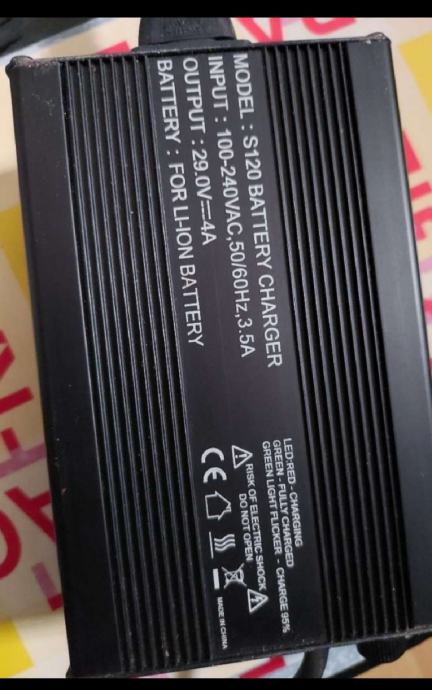 MODEL : S120 BATTERY CHARGER
INPUT : 100-240VAC,50/60Hz,3.5A
OUTPUT : 29.0V⎓4A
BATTERY : FOR LI-ION BATTERY
LED:RED - CHARGING
GREEN - FULLY CHARGED
GREEN LIGHT FLICKER - CHARGE 95%
RISK OF ELECTRIC SHOCK
DO NOT OPEN
CE
MADE IN CHINA